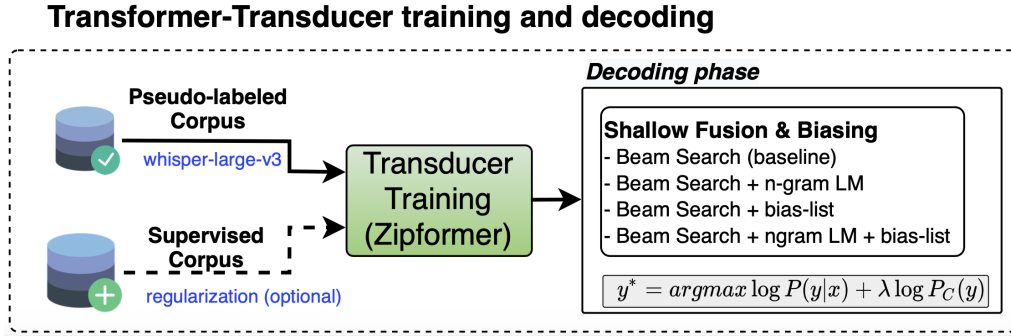 Transformer-Transducer training and decoding
Decoding phase
Pseudo-labeled
Corpus
whisper-large-v3
Supervised
Corpus
regularization (optional)
Transducer
Training
(Zipformer)
Shallow Fusion & Biasing
- Beam Search (baseline)
- Beam Search + n-gram LM
- Beam Search + bias-list
- Beam Search + ngram LM + bias-list
y* = argmax log P(y|x) + λ log P_C(y)